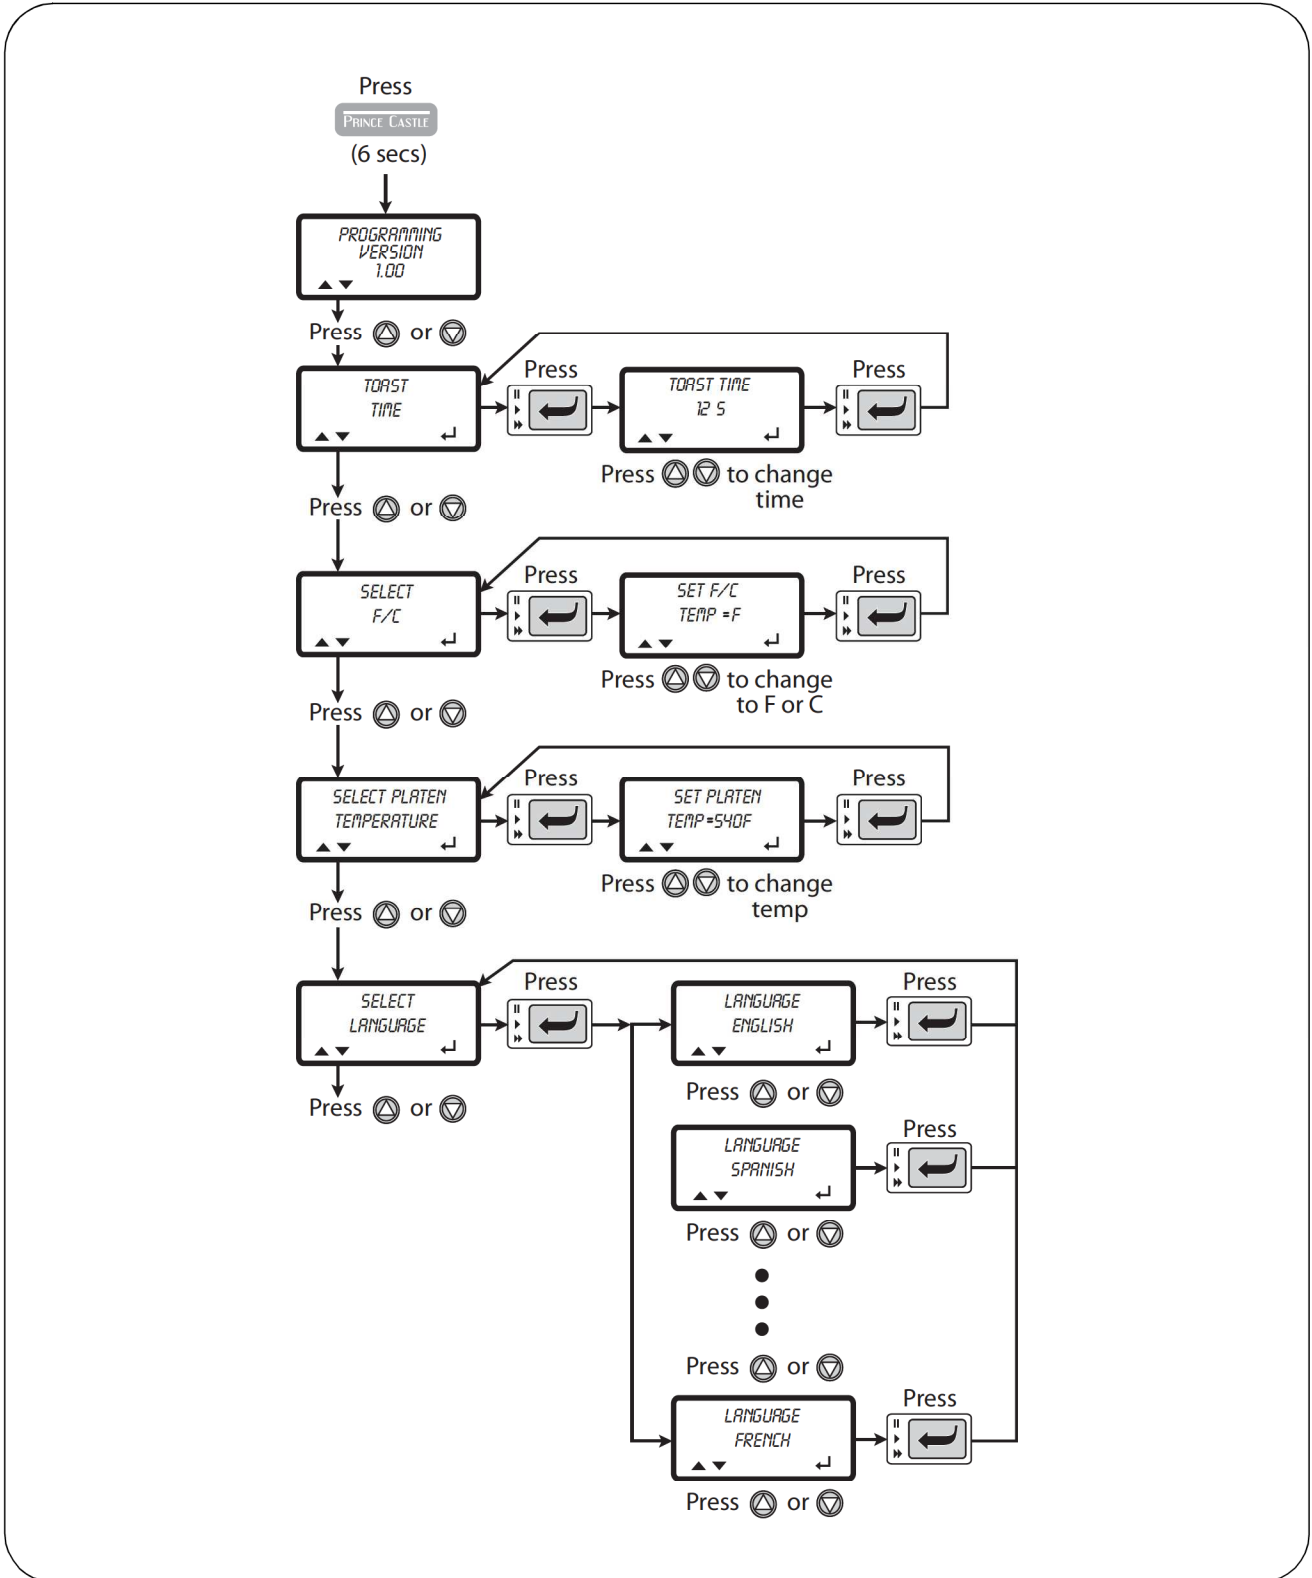 Press
PRINCE CASTLE
(6 secs)
PROGRAMMING
VERSION
1.00
Press or
TOAST
TIME
Press
TOAST TIME
12 S
Press
Press to change
time
Press or
SELECT
F/C
Press
SET F/C
TEMP =F
Press
Press to change
to F or C
Press or
SELECT PLATEN
TEMPERATURE
Press
SET PLATEN
TEMP=540F
Press
Press to change
temp
Press or
SELECT
LANGUAGE
Press
LANGUAGE
ENGLISH
Press
Press or
Press or
LANGUAGE
SPANISH
Press
Press or
Press or
LANGUAGE
FRENCH
Press
Press or